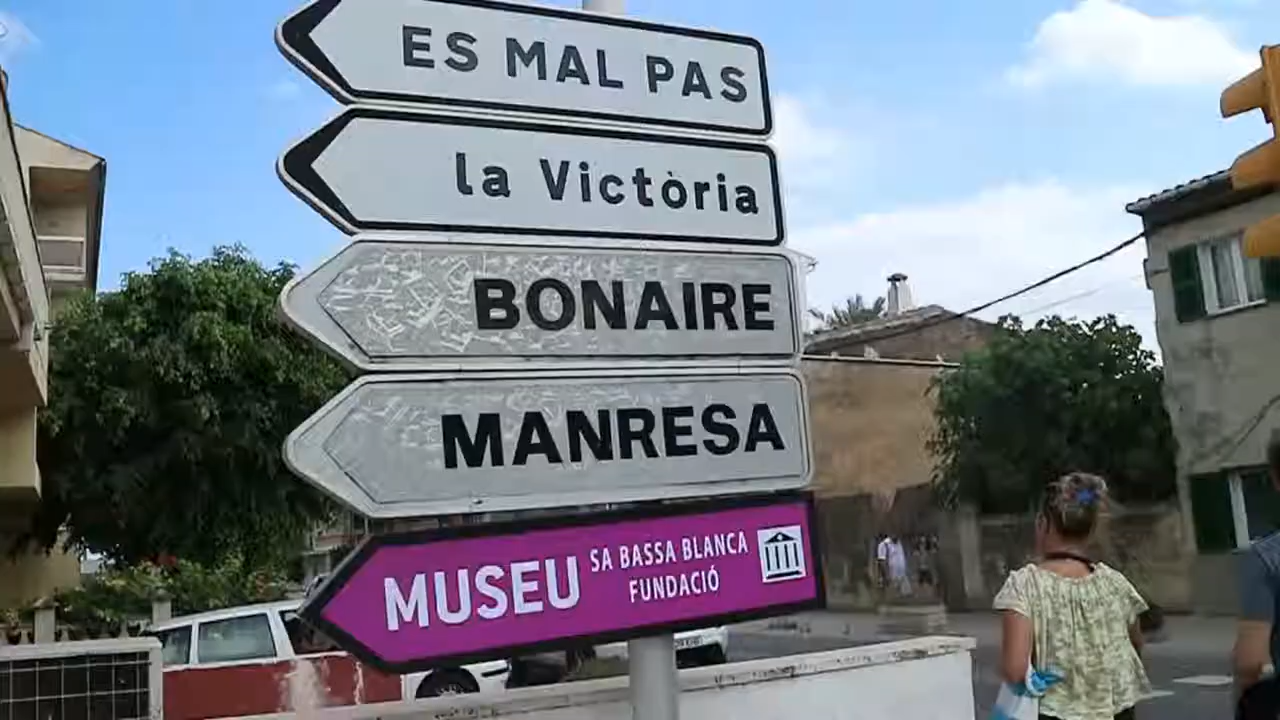 ES MAL PAS
la Victòria
BONAIRE
MANRESA
MUSEU SA BASSA BLANCA
FUNDACIÓ